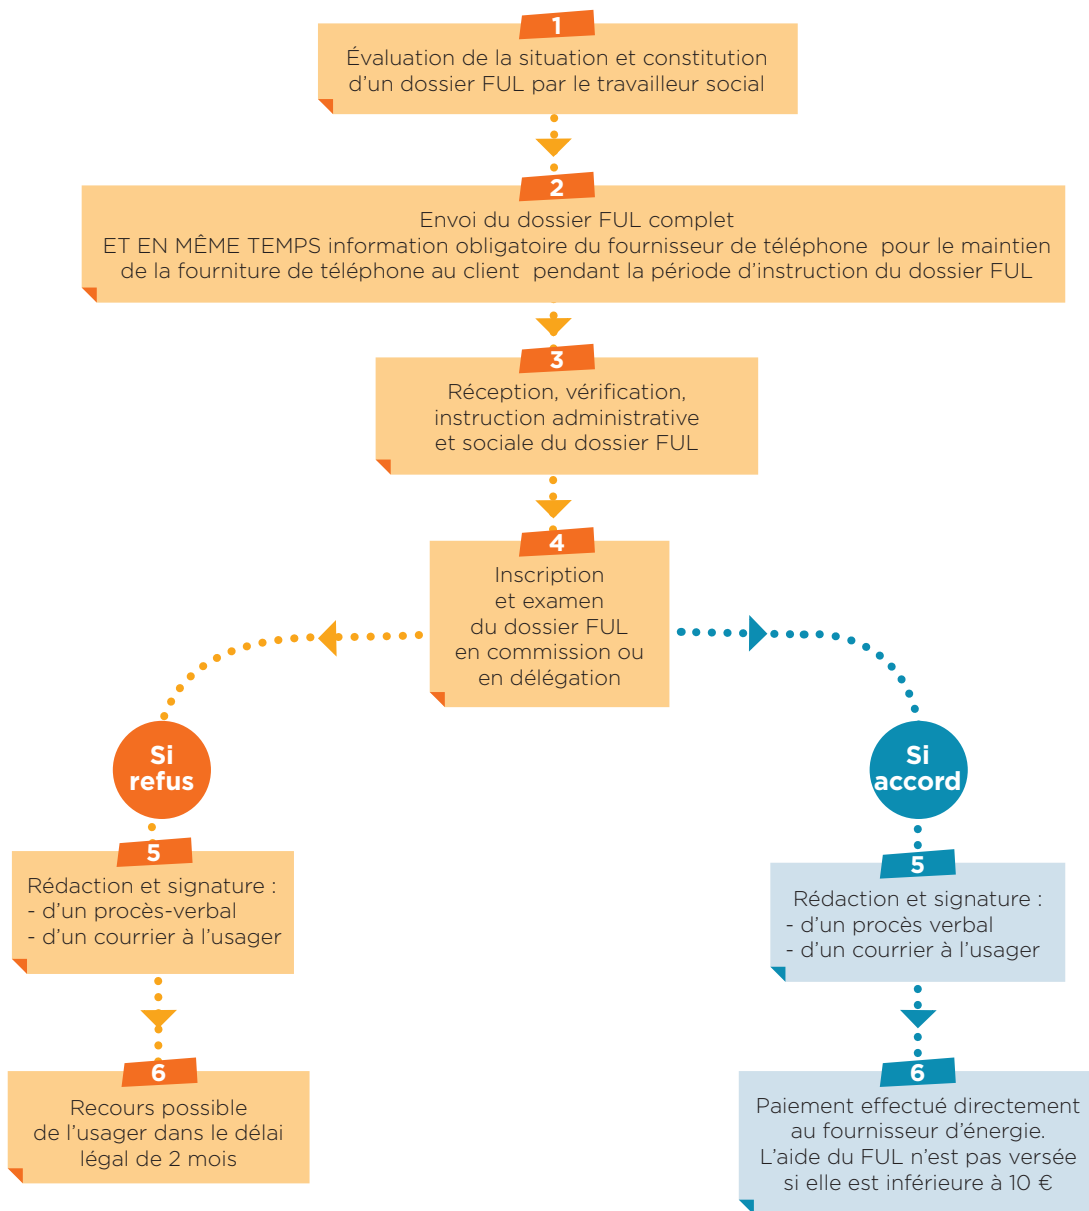 1
Évaluation de la situation et constitution
d’un dossier FUL par le travailleur social
2
Envoi du dossier FUL complet
ET EN MÊME TEMPS information obligatoire du fournisseur de téléphone pour le maintien
de la fourniture de téléphone au client pendant la période d’instruction du dossier FUL
3
Réception, vérification,
instruction administrative
et sociale du dossier FUL
4
Inscription
et examen
du dossier FUL
en commission ou
en délégation
Si
refus
5
Rédaction et signature :
- d’un procès-verbal
- d’un courrier à l’usager
6
Recours possible
de l’usager dans le délai
légal de 2 mois
Si
accord
5
Rédaction et signature :
- d’un procès verbal
- d’un courrier à l’usager
6
Paiement effectué directement
au fournisseur d’énergie.
L’aide du FUL n’est pas versée
si elle est inférieure à 10 €